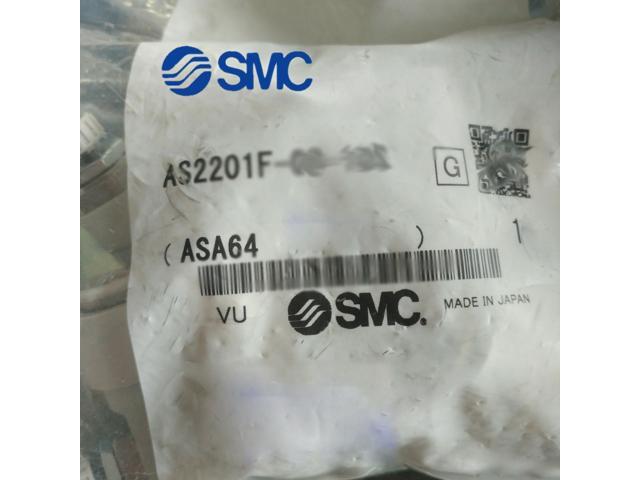 SMC
AS2201F-
G
(ASA64 ) 1
VU SMC. MADE IN JAPAN